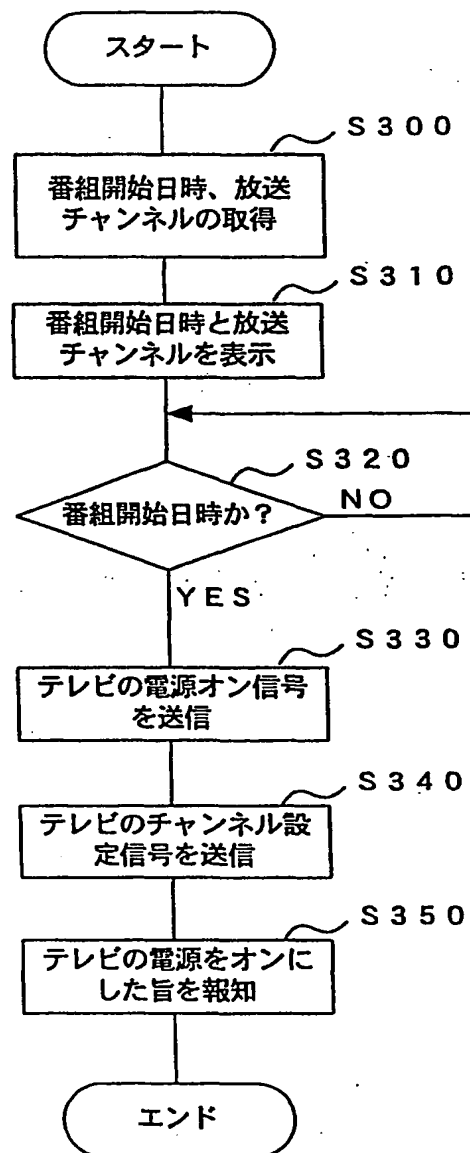 スタート
S300
番組開始日時、放送
チャンネルの取得
S310
番組開始日時と放送
チャンネルを表示
S320
番組開始日時か?
NO
YES
S330
テレビの電源オン信号
を送信
S340
テレビのチャンネル設
定信号を送信
S350
テレビの電源をオンに
した旨を報知
エンド